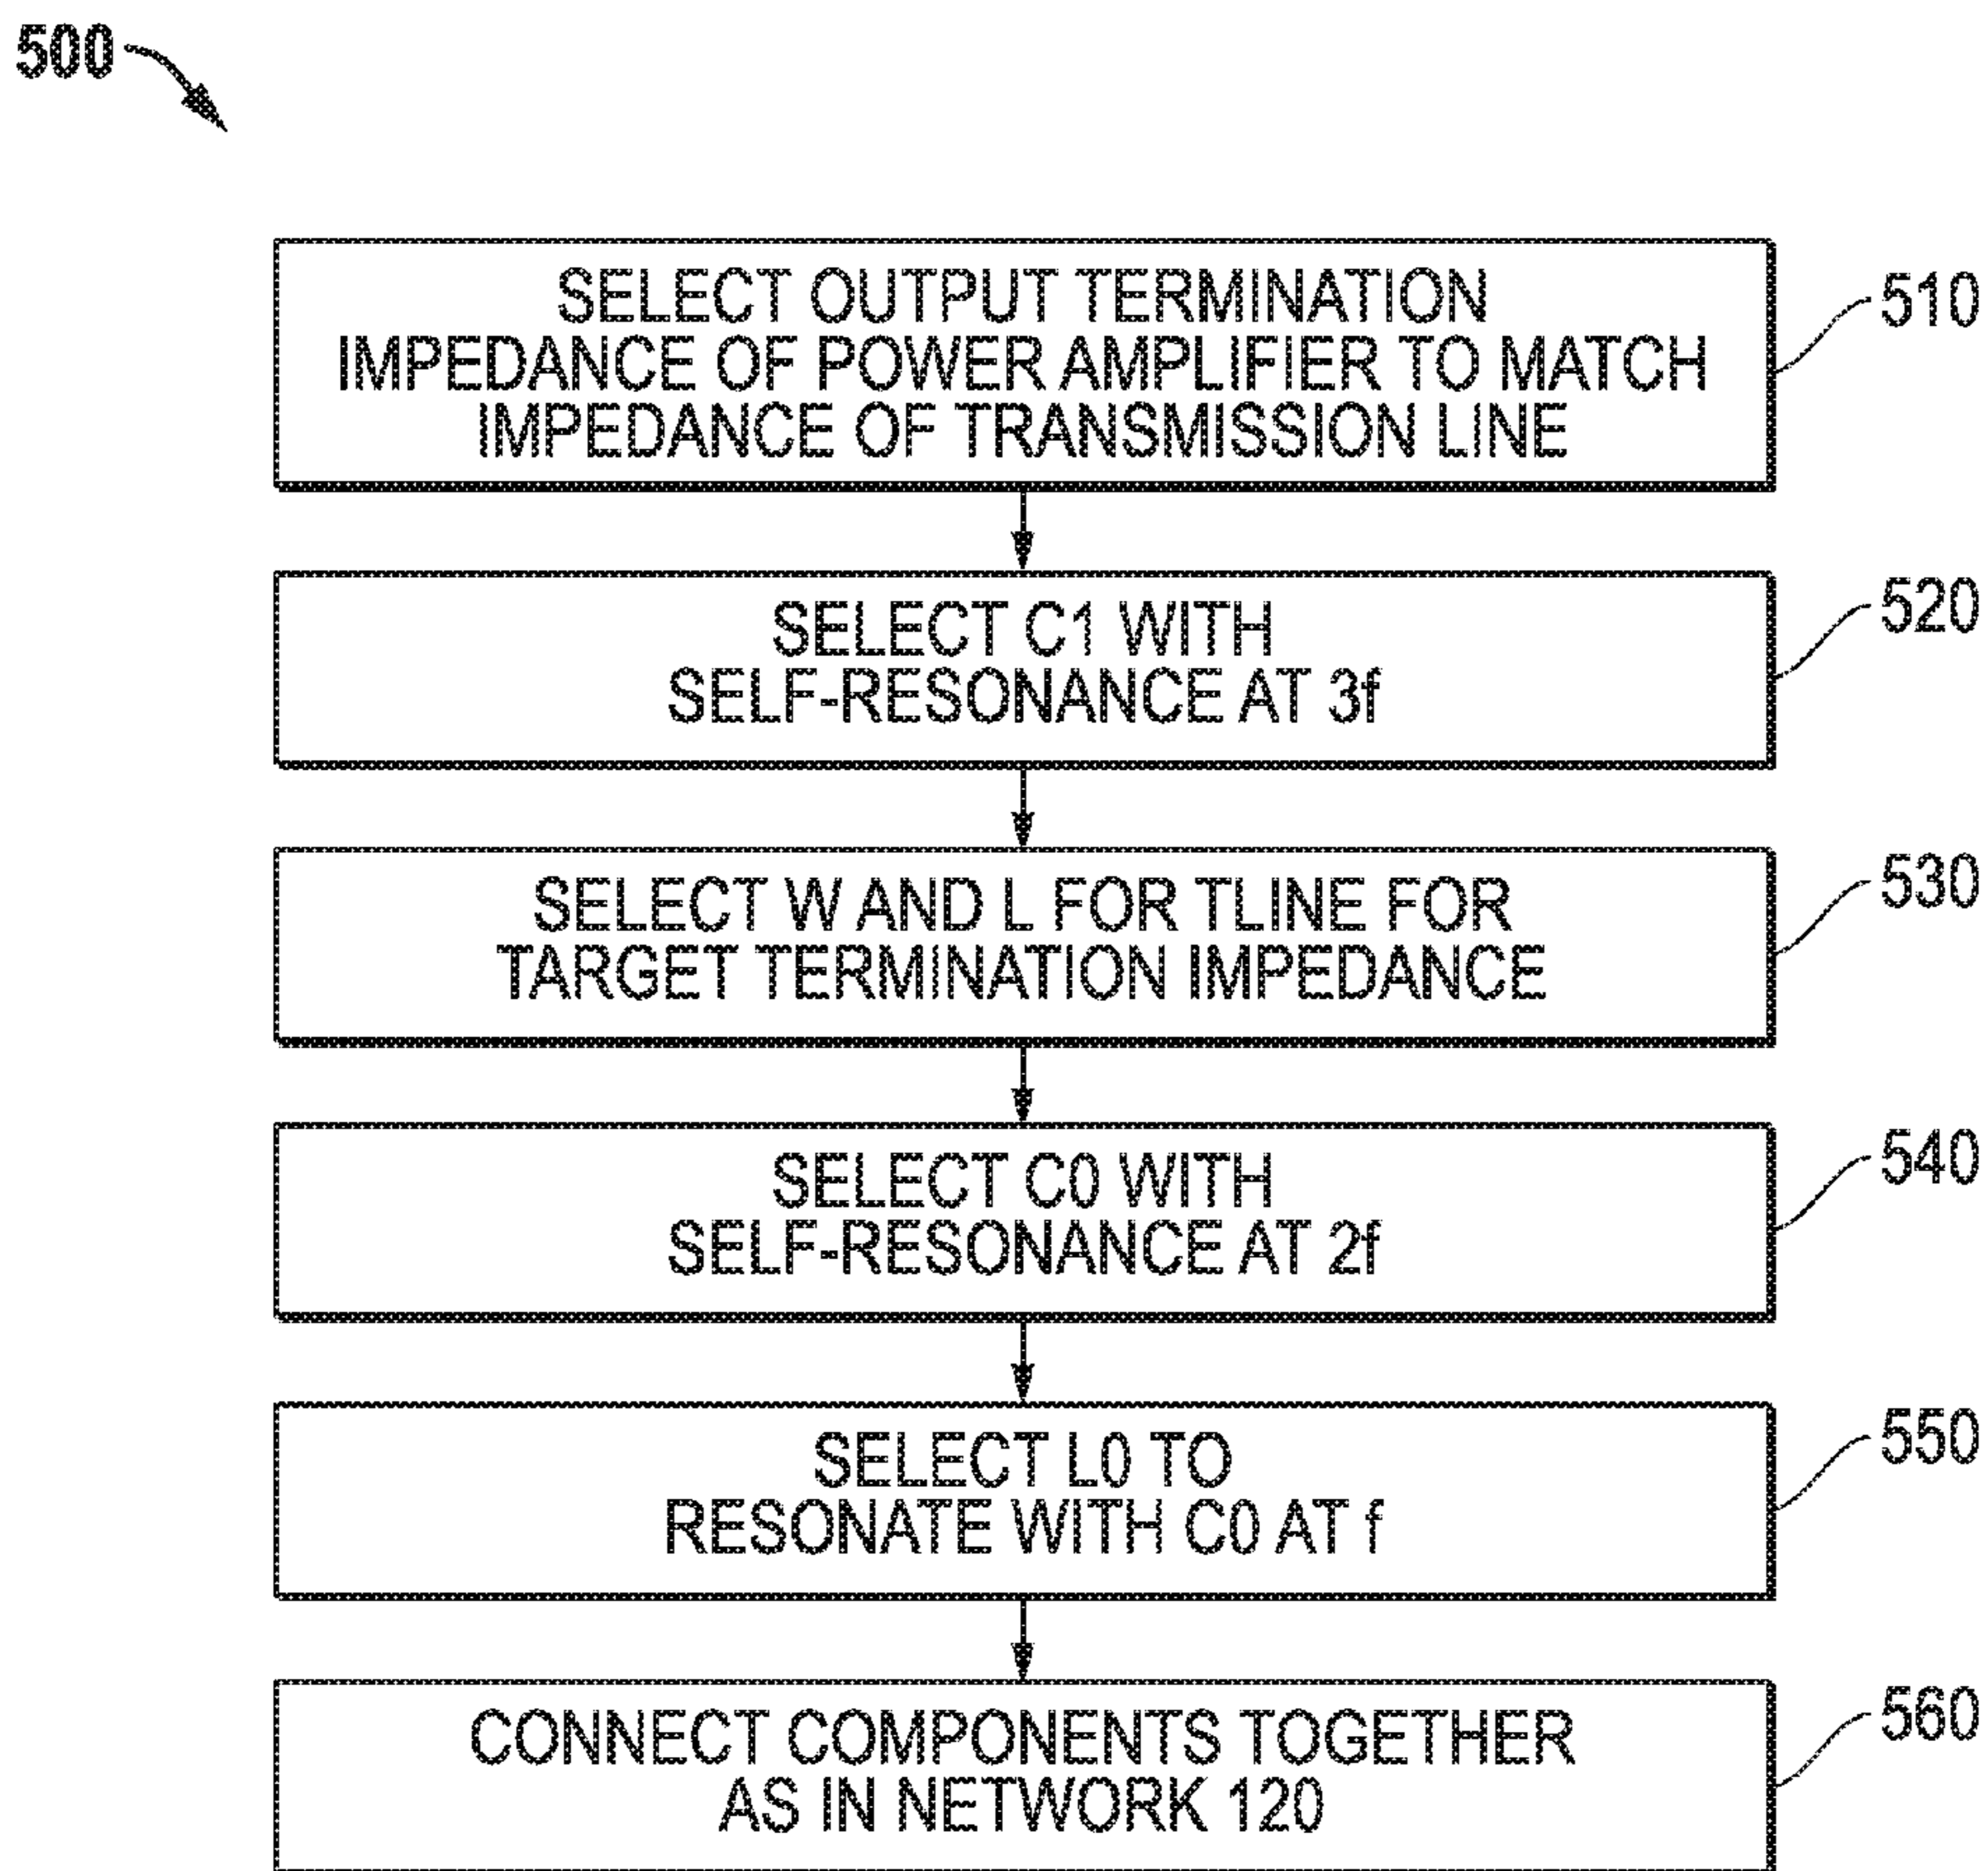 500
SELECT OUTPUT TERMINATION
IMPEDANCE OF POWER AMPLIFIER TO MATCH
IMPEDANCE OF TRANSMISSION LINE
510
SELECT C1 WITH
SELF-RESONANCE AT 3f
520
SELECT W AND L FOR TLINE FOR
TARGET TERMINATION IMPEDANCE
530
SELECT C0 WITH
SELF-RESONANCE AT 2f
540
SELECT L0 TO
RESONATE WITH C0 AT f
550
CONNECT COMPONENTS TOGETHER
AS IN NETWORK 120
560